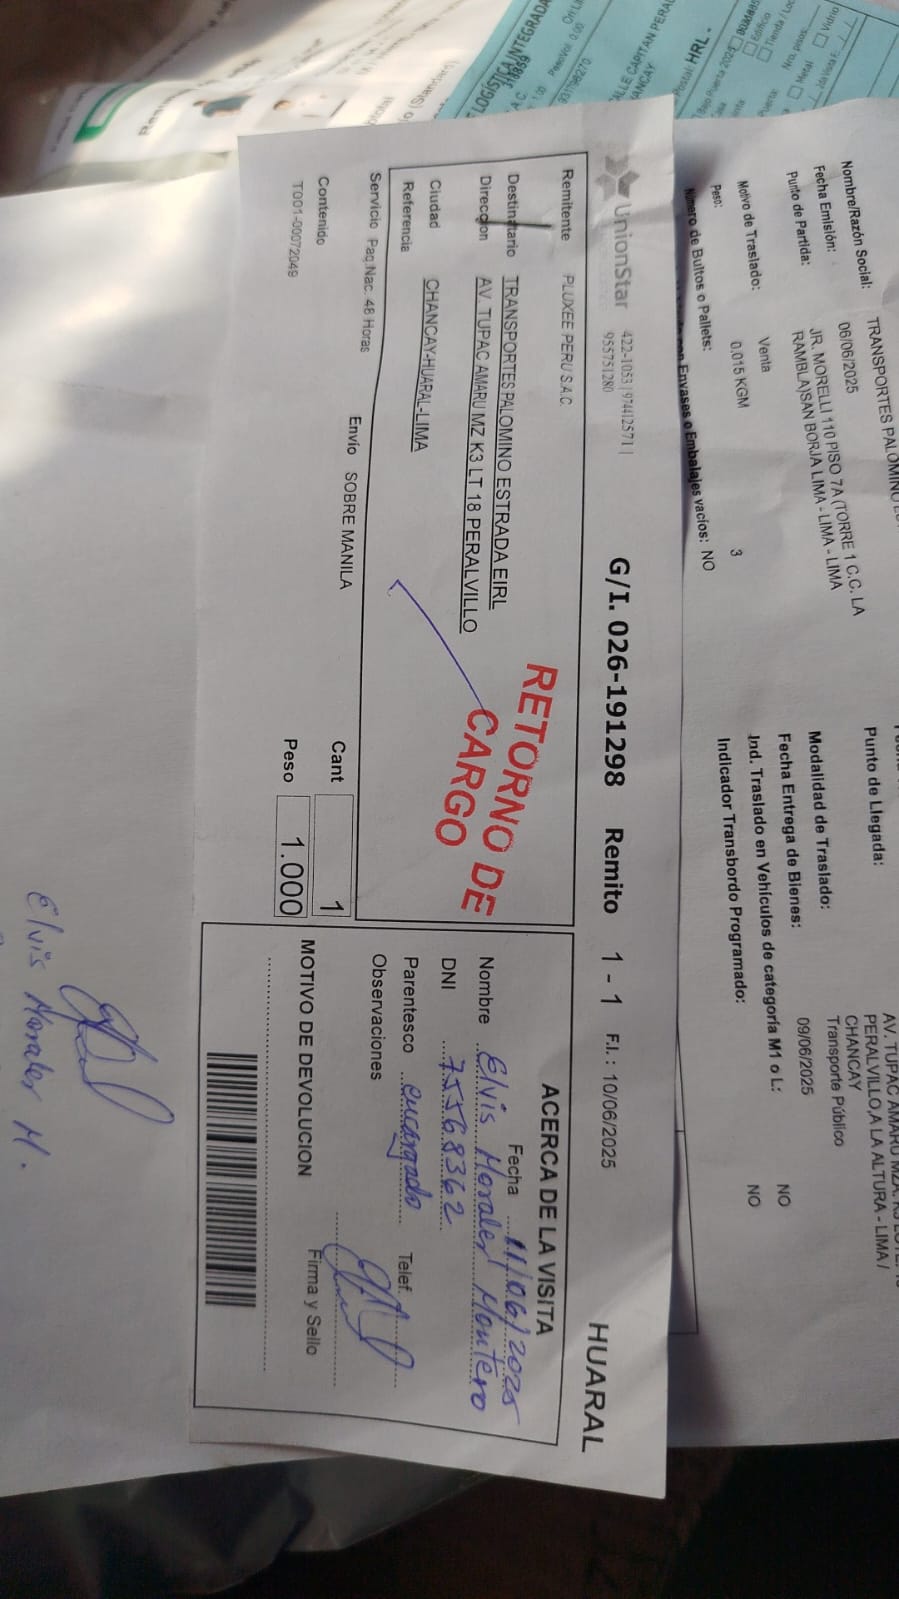 Nombre/Razón Social: TRANSPORTES PALOMINO
Fecha Emisión: 06/06/2025
Punto de Partida: JR. MORELLI 110 PISO 7A (TORRE 1 C.C. LA
RAMBLA)SAN BORJA LIMA - LIMA - LIMA
Motivo de Traslado: Venta
Peso: 0.015 KGM
Número de Bultos o Pallets: 3
Envases o Embalajes vacíos: NO
Punto de Llegada: AV. TUPAC AMARU MZA.
PERALVILLO,A LA ALTURA - LIMA /
CHANCAY
Modalidad de Traslado: Transporte Público
Fecha Entrega de Bienes: 09/06/2025
Ind. Traslado en Vehículos de categoría M1 o L: NO
Indicador Transbordo Programado: NO
UnionStar 422-1053 | 974412571 |
955751280
G/I. 026-191298 Remito 1 - 1 F.I.: 10/06/2025 HUARAL
Remitente PLUXEE PERU S.A.C.
Destinatario TRANSPORTES PALOMINO ESTRADA EIRL
Direccion AV. TUPAC AMARU MZ K3 LT 18 PERALVILLO
Ciudad CHANCAY-HUARAL-LIMA
Referencia
RETORNO DE
CARGO
Servicio Paq.Nac. 48 Horas
Envío SOBRE MANILA
Contenido
T001-00072049
Cant 1
Peso 1.000
ACERCA DE LA VISITA
Fecha 11/06/2025
Nombre Elvis Morales Montero
DNI 75568362
Parentesco encargado
Telef.
Observaciones
Firma y Sello
MOTIVO DE DEVOLUCION
Elvis Morales M.